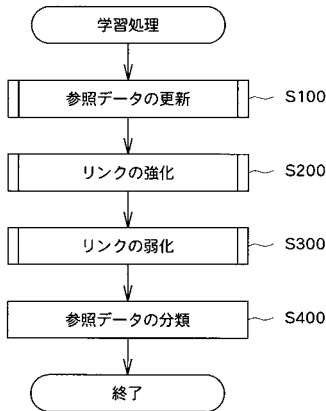 学習処理
参照データの更新 S100
リンクの強化 S200
リンクの弱化 S300
参照データの分類 S400
終了